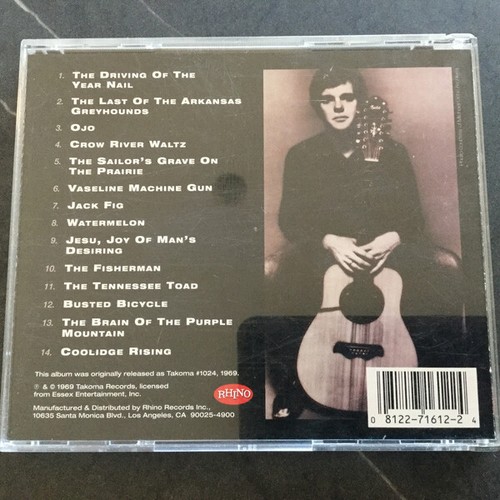 1. THE DRIVING OF THE
YEAR NAIL
2. THE LAST OF THE ARKANSAS
GREYHOUNDS
3. OJO
4. CROW RIVER WALTZ
5. THE SAILOR'S GRAVE ON
THE PRAIRIE
6. VASELINE MACHINE GUN
7. JACK FIG
8. WATERMELON
9. JESU, JOY OF MAN'S
DESIRING
10. THE FISHERMAN
11. THE TENNESSEE TOAD
12. BUSTED BICYCLE
13. THE BRAIN OF THE PURPLE
MOUNTAIN
14. COOLIDGE RISING
This album was originally released as Takoma #1024, 1969.
℗ & © 1969 Takoma Records, licensed
from Essex Entertainment, Inc.
RHINO
Manufactured & Distributed by Rhino Records Inc.,
10635 Santa Monica Blvd., Los Angeles, CA 90025-4900
0 8122-71612-2 4